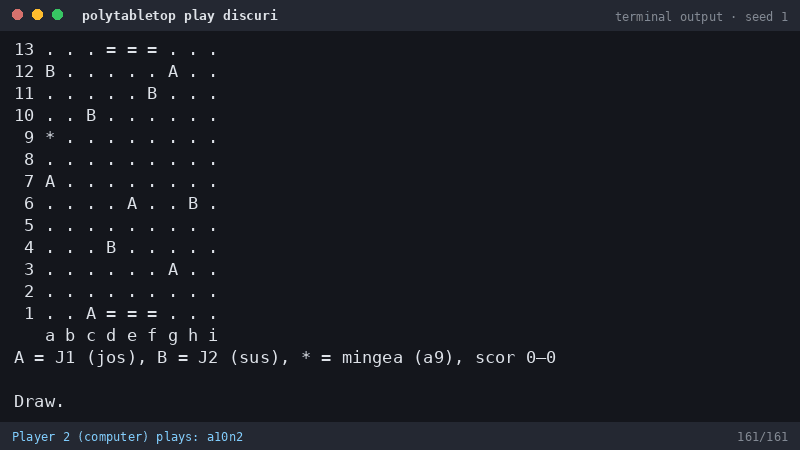 polytabletop play discuri
terminal output · seed 1
13 . . . = = = . . .
12 B . . . . . A . .
11 . . . . . B . . .
10 . . B . . . . . .
9 * . . . . . . . .
8 . . . . . . . . .
7 A . . . . . . . .
6 . . . . A . . B .
5 . . . . . . . . .
4 . . . B . . . . .
3 . . . . . . A . .
2 . . . . . . . . .
1 . . A = = = . . .
a b c d e f g h i
A = J1 (jos), B = J2 (sus), * = mingea (a9), scor 0–0
Draw.
Player 2 (computer) plays: a10n2
161/161